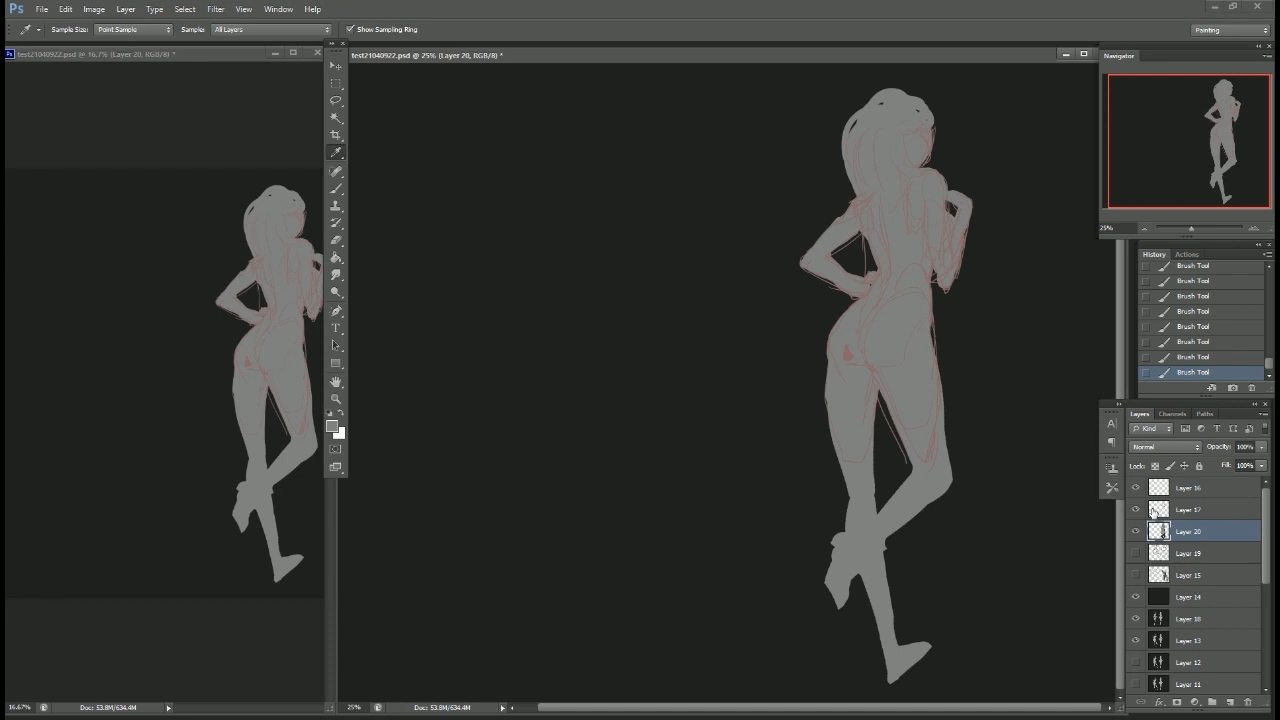 Ps File Edit Image Layer Type Select Filter View Window Help
Sample Size: Point Sample Sample: All Layers Show Sampling Ring Painting
Ps test21040922.psd @ 16.7% (Layer 20, RGB/8) *
test21040922.psd @ 25% (Layer 20, RGB/8) *
Navigator
25%
History Actions
Brush Tool
Brush Tool
Brush Tool
Brush Tool
Brush Tool
Brush Tool
Brush Tool
Brush Tool
Layers Channels Paths
Kind
Normal Opacity: 100%
Lock: Fill: 100%
Layer 16
Layer 17
Layer 20
Layer 19
Layer 15
Layer 14
Layer 18
Layer 13
Layer 12
Layer 11
16.67% Doc: 53.8M/634.4M
25% Doc: 53.8M/634.4M